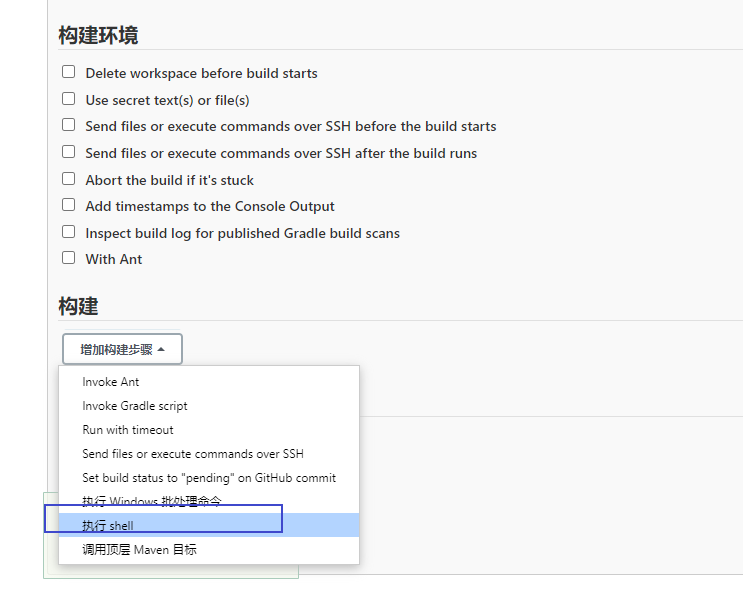 构建环境
Delete workspace before build starts
Use secret text(s) or file(s)
Send files or execute commands over SSH before the build starts
Send files or execute commands over SSH after the build runs
Abort the build if it's stuck
Add timestamps to the Console Output
Inspect build log for published Gradle build scans
With Ant
构建
增加构建步骤
Invoke Ant
Invoke Gradle script
Run with timeout
Send files or execute commands over SSH
Set build status to "pending" on GitHub commit
执行 Windows 批处理命令
执行 shell
调用顶层 Maven 目标